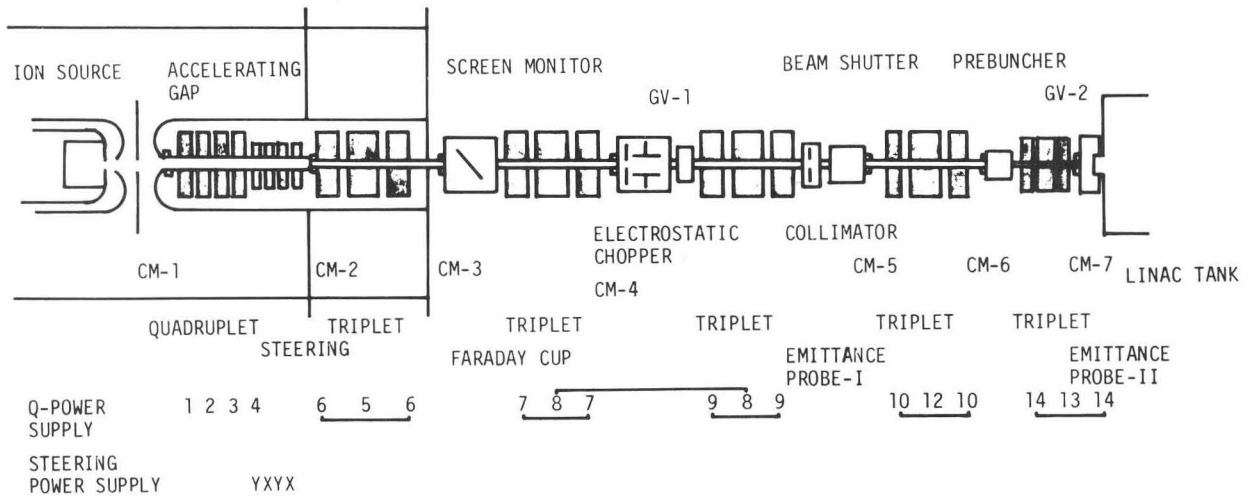 ION SOURCE ACCELERATING GAP SCREEN MONITOR BEAM SHUTTER PREBUNCHER
GV-1 GV-2
ELECTROSTATIC CHOPPER COLLIMATOR
CM-1 CM-2 CM-3 CM-4 CM-5 CM-6 CM-7 LINAC TANK
QUADRUPLET TRIPLET TRIPLET TRIPLET TRIPLET TRIPLET
STEERING FARADAY CUP EMITTANCE PROBE-I EMITTANCE PROBE-II
Q-POWER SUPPLY 1 2 3 4 6 5 6 7 8 7 9 8 9 10 12 10 14 13 14
STEERING
POWER SUPPLY YXYX